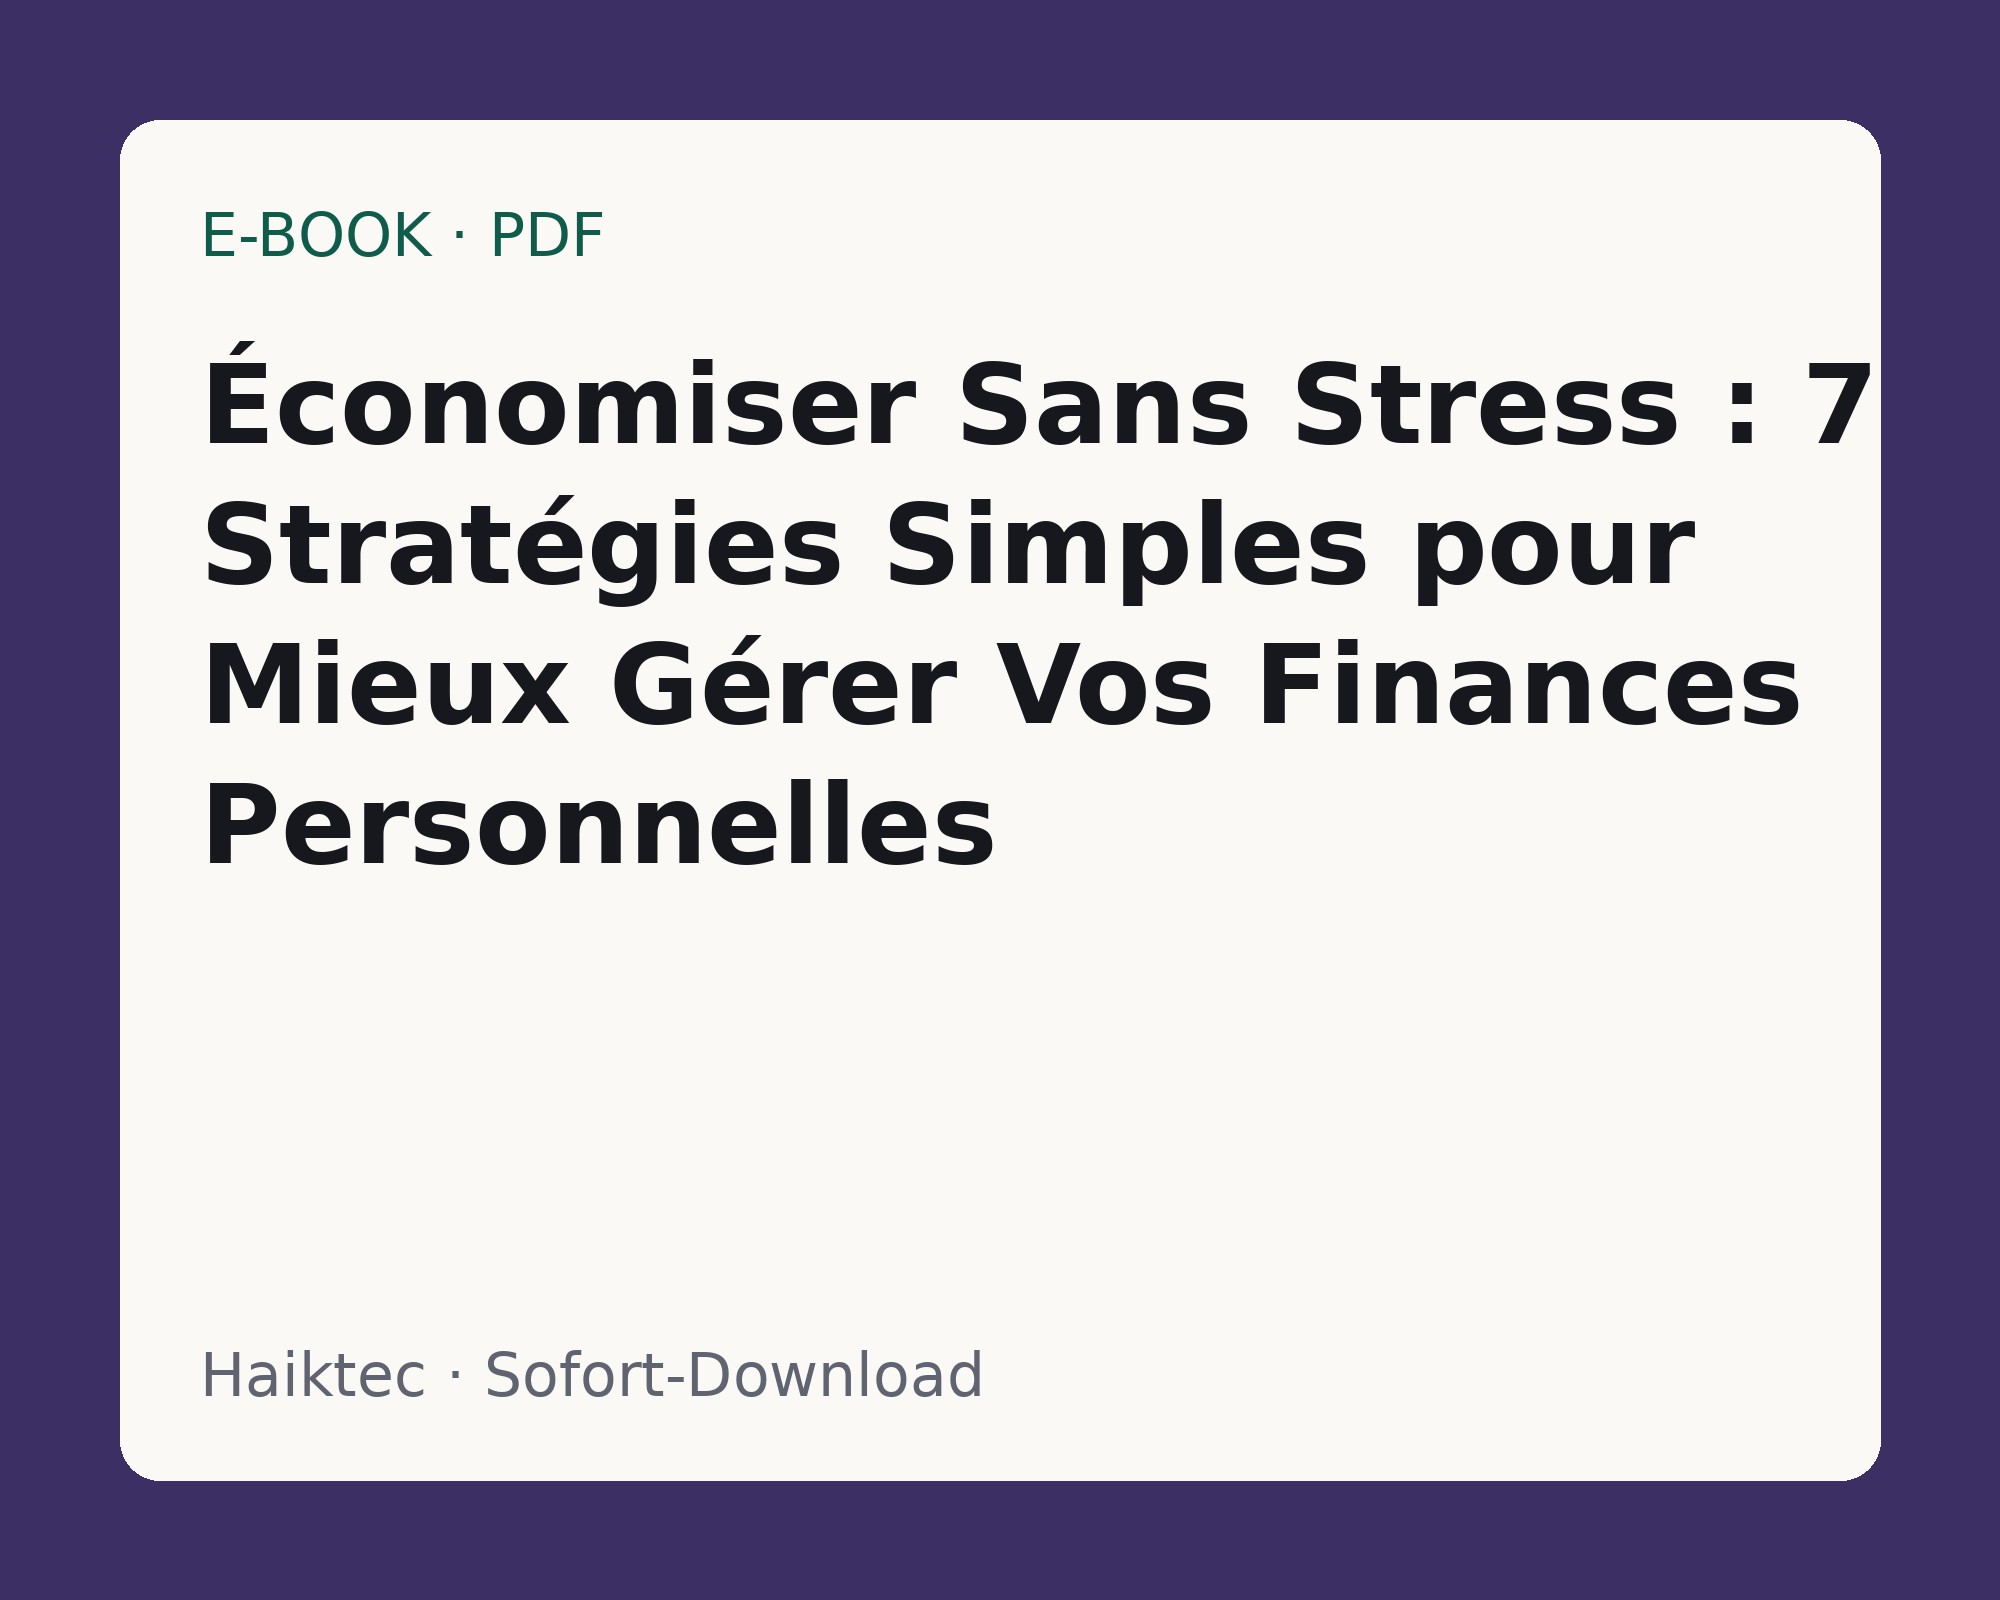 E-BOOK · PDF
Économiser Sans Stress : 7
Stratégies Simples pour
Mieux Gérer Vos Finances
Personnelles
Haiktec · Sofort-Download